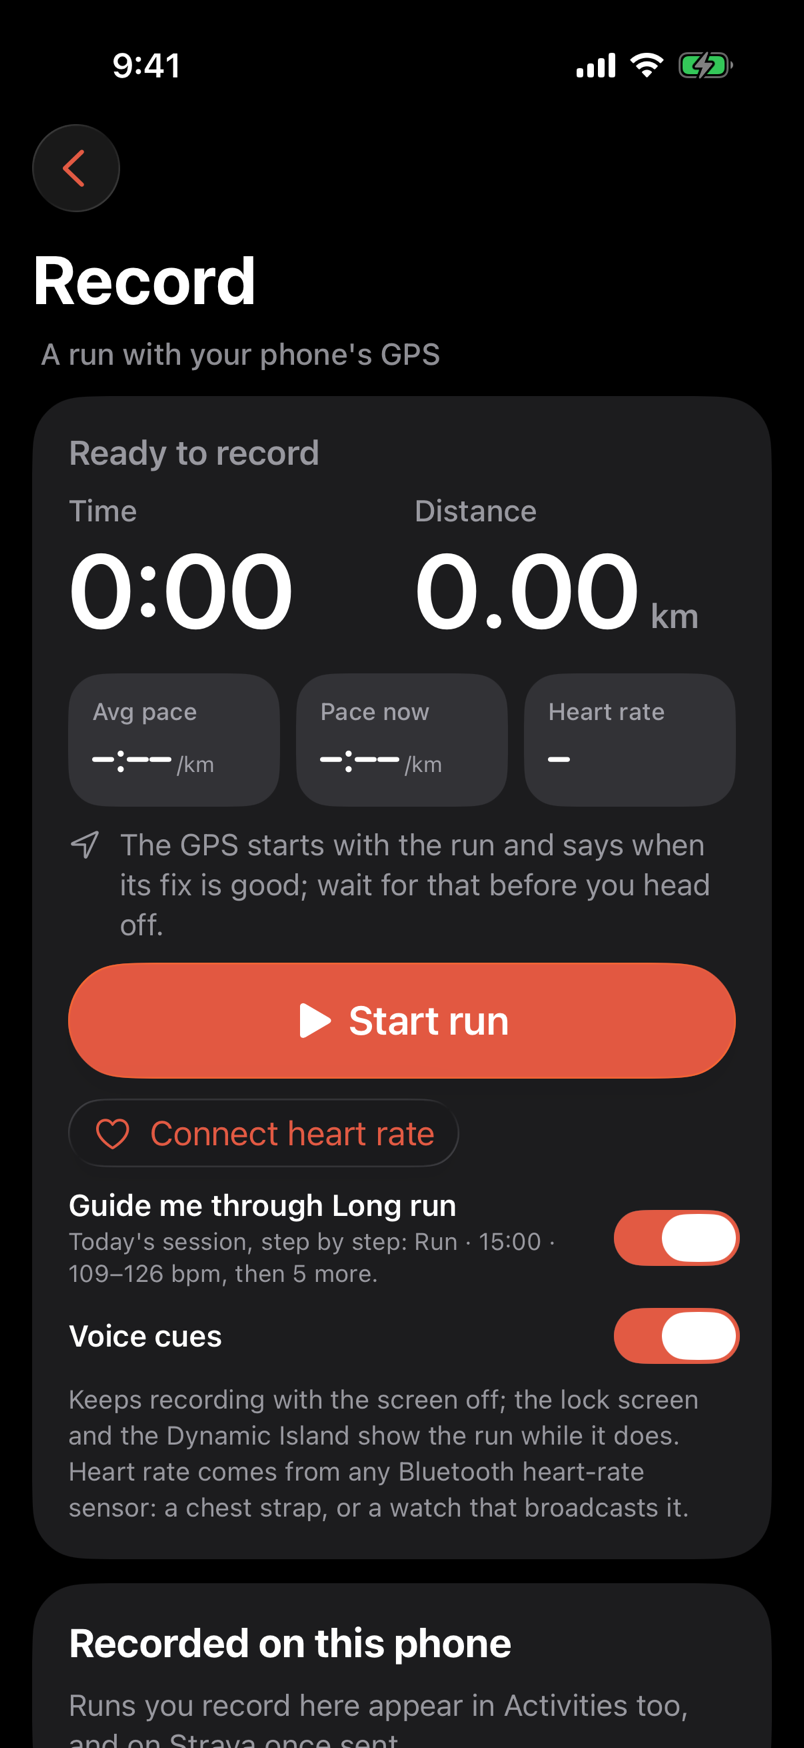 9:41
Record
A run with your phone's GPS
Ready to record
Time
Distance
0:00
0.00 km
Avg pace
Pace now
Heart rate
–:–– /km
–:–– /km
–
The GPS starts with the run and says when
its fix is good; wait for that before you head
off.
Start run
Connect heart rate
Guide me through Long run
Today's session, step by step: Run · 15:00 ·
109–126 bpm, then 5 more.
Voice cues
Keeps recording with the screen off; the lock screen
and the Dynamic Island show the run while it does.
Heart rate comes from any Bluetooth heart-rate
sensor: a chest strap, or a watch that broadcasts it.
Recorded on this phone
Runs you record here appear in Activities too,
and on Strava once sent.